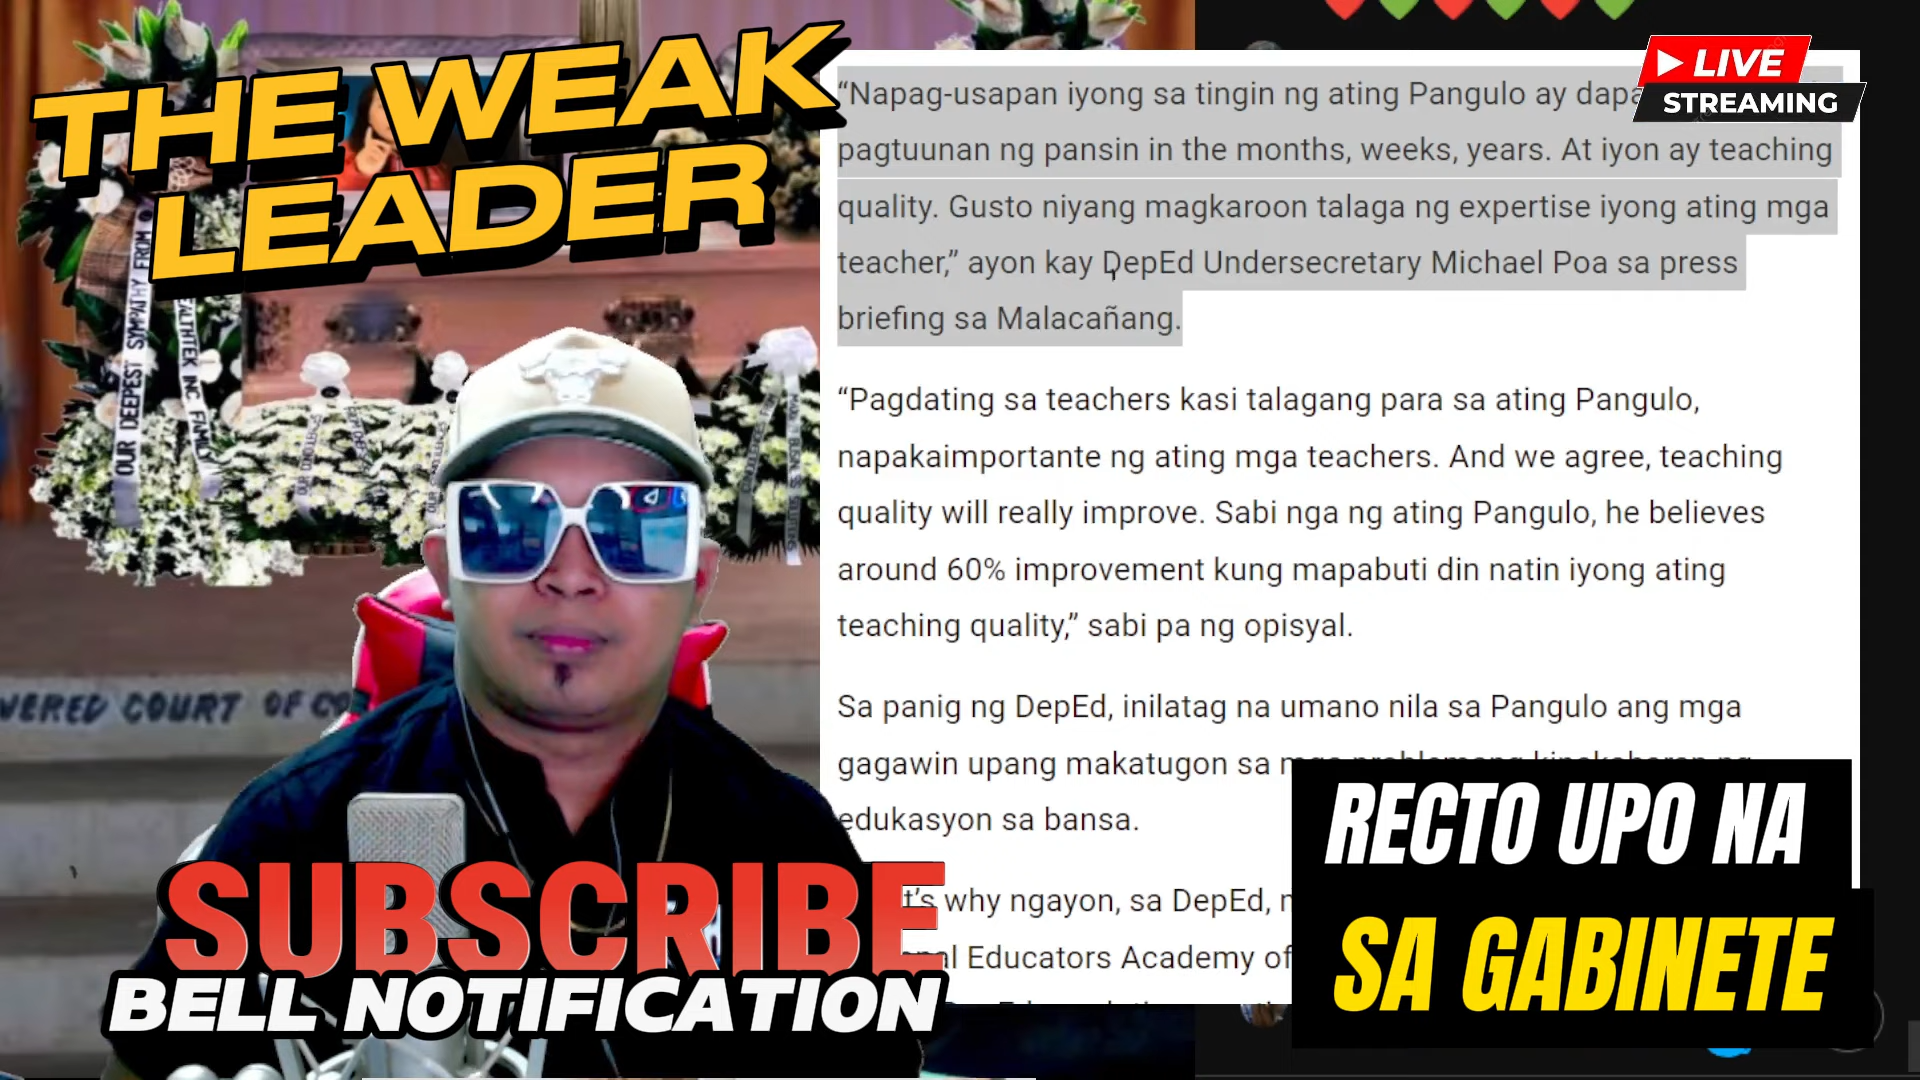 THE WEAK
LEADER
LIVE
STREAMING
“Napag-usapan iyong sa tingin ng ating Pangulo ay
pagtuunan ng pansin in the months, weeks, years. At iyon ay teaching
quality. Gusto niyang magkaroon talaga ng expertise iyong ating mga
teacher,” ayon kay DepEd Undersecretary Michael Poa sa press
briefing sa Malacañang.
“Pagdating sa teachers kasi talagang para sa ating Pangulo,
napakaimportante ng ating mga teachers. And we agree, teaching
quality will really improve. Sabi nga ng ating Pangulo, he believes
around 60% improvement kung mapabuti din natin iyong ating
teaching quality,” sabi pa ng opisyal.
Sa panig ng DepEd, inilatag na umano nila sa Pangulo ang mga
gagawin upang makatugon sa
edukasyon sa bansa.
why ngayon, sa DepEd,
Educators Academy of
OUR DEEPEST SYMPATHY FROM
INC FAMILY
COURT OF
SUBSCRIBE
BELL NOTIFICATION
RECTO UPO NA
SA GABINETE